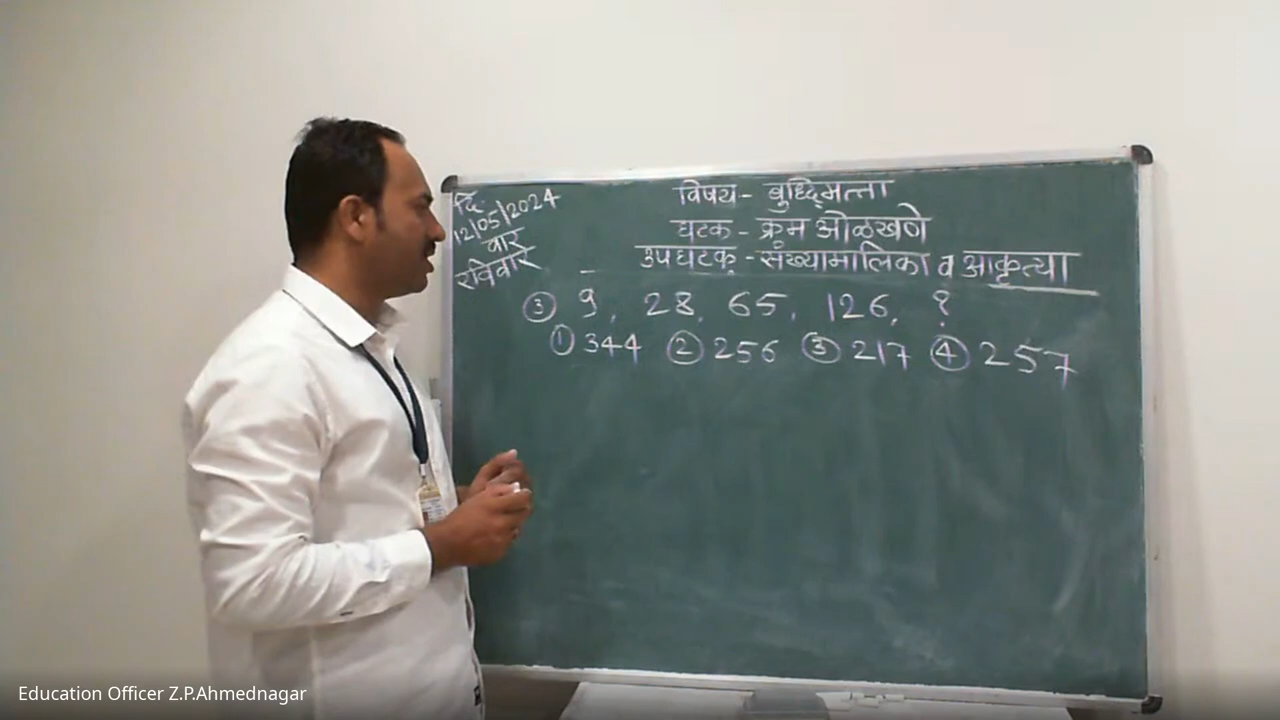 दि.
12/05/2024
वार
रविवार
विषय - बुध्दिमत्ता
घटक - क्रम ओळखणे
उपघटक - संख्यामालिका व आकृत्या
③ 9, 28, 65, 126, ?
① 344 ② 256 ③ 217 ④ 257
Education Officer Z.P.Ahmednagar